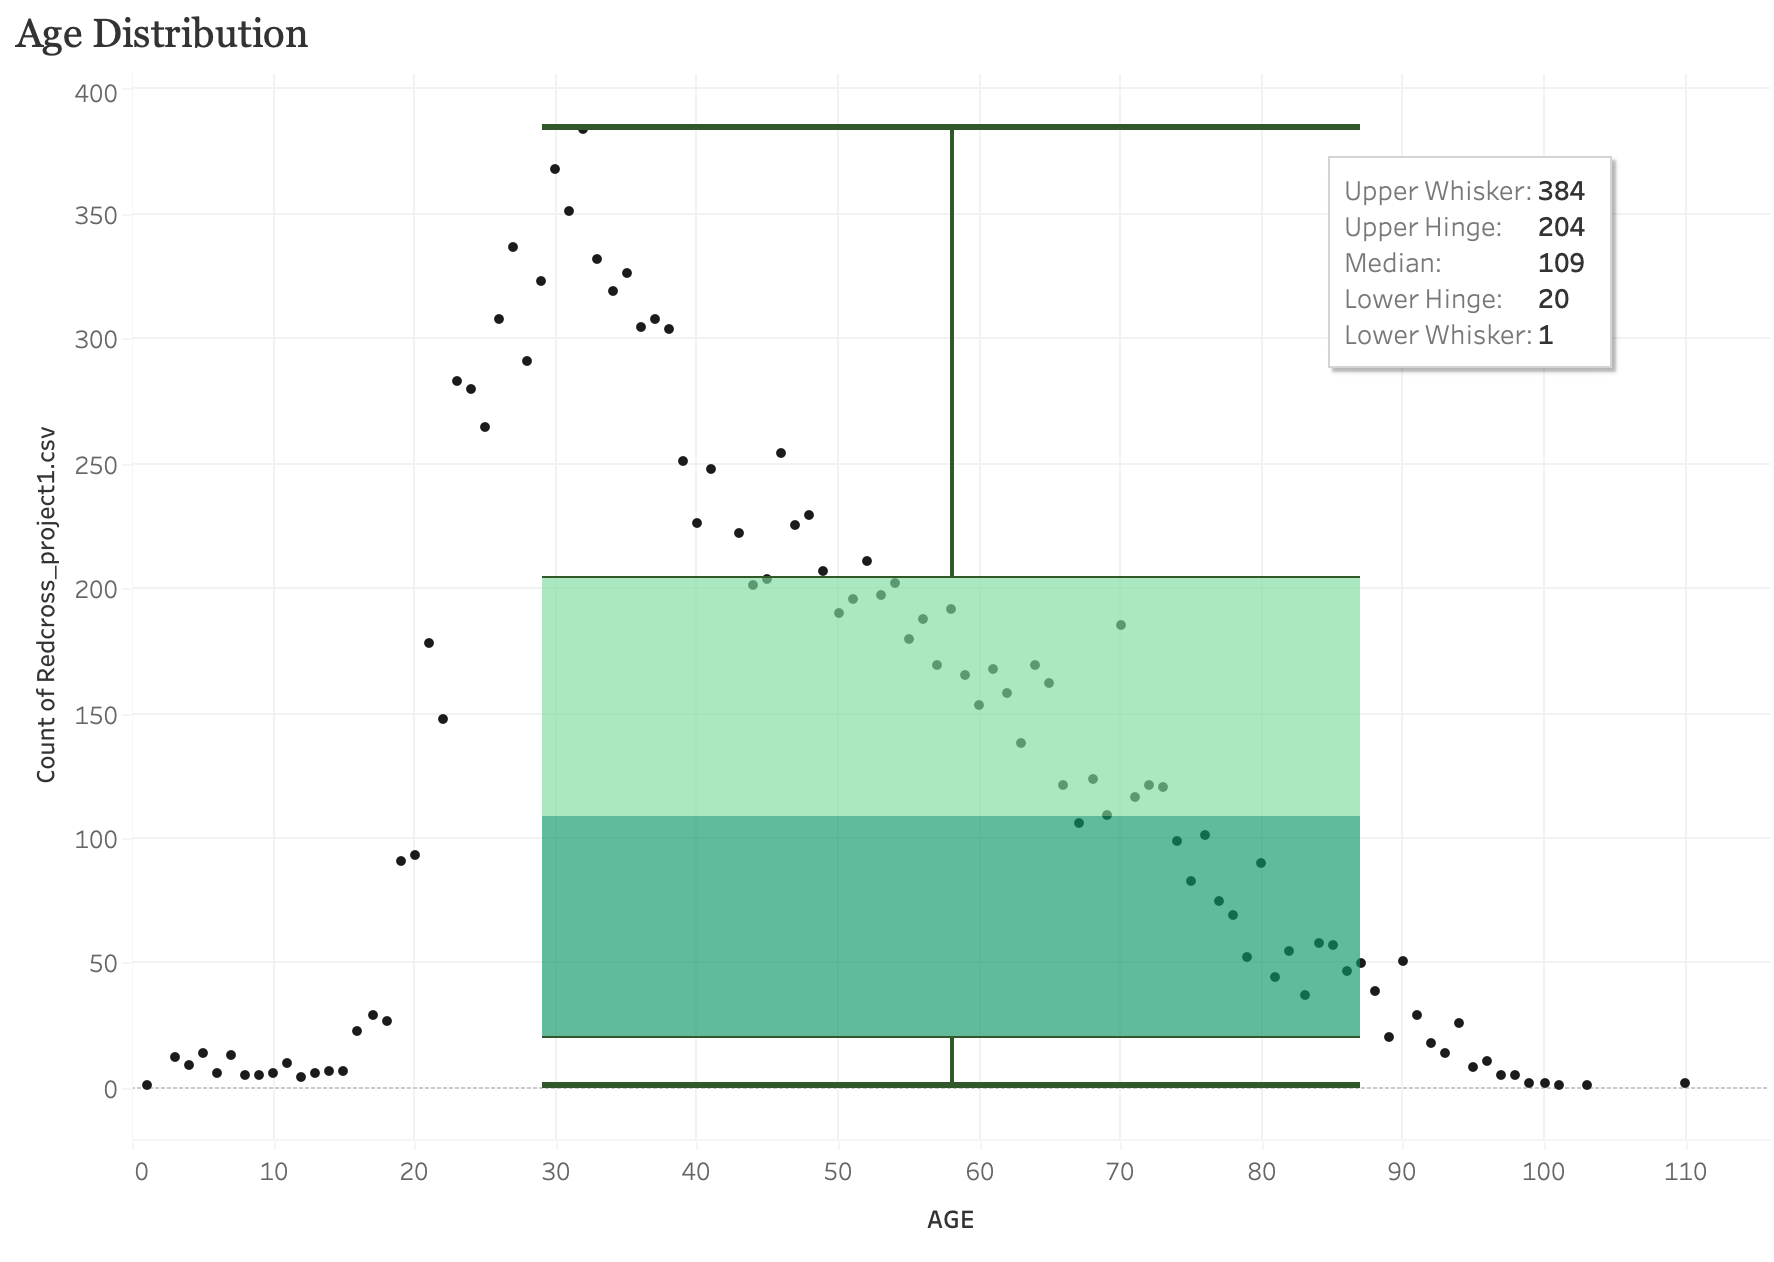 Age Distribution
400
350
300
250
200
150
100
50
0
Count of Redcross_project1.csv
Upper Whisker: 384
Upper Hinge: 204
Median: 109
Lower Hinge: 20
Lower Whisker: 1
0 10 20 30 40 50 60 70 80 90 100 110
AGE